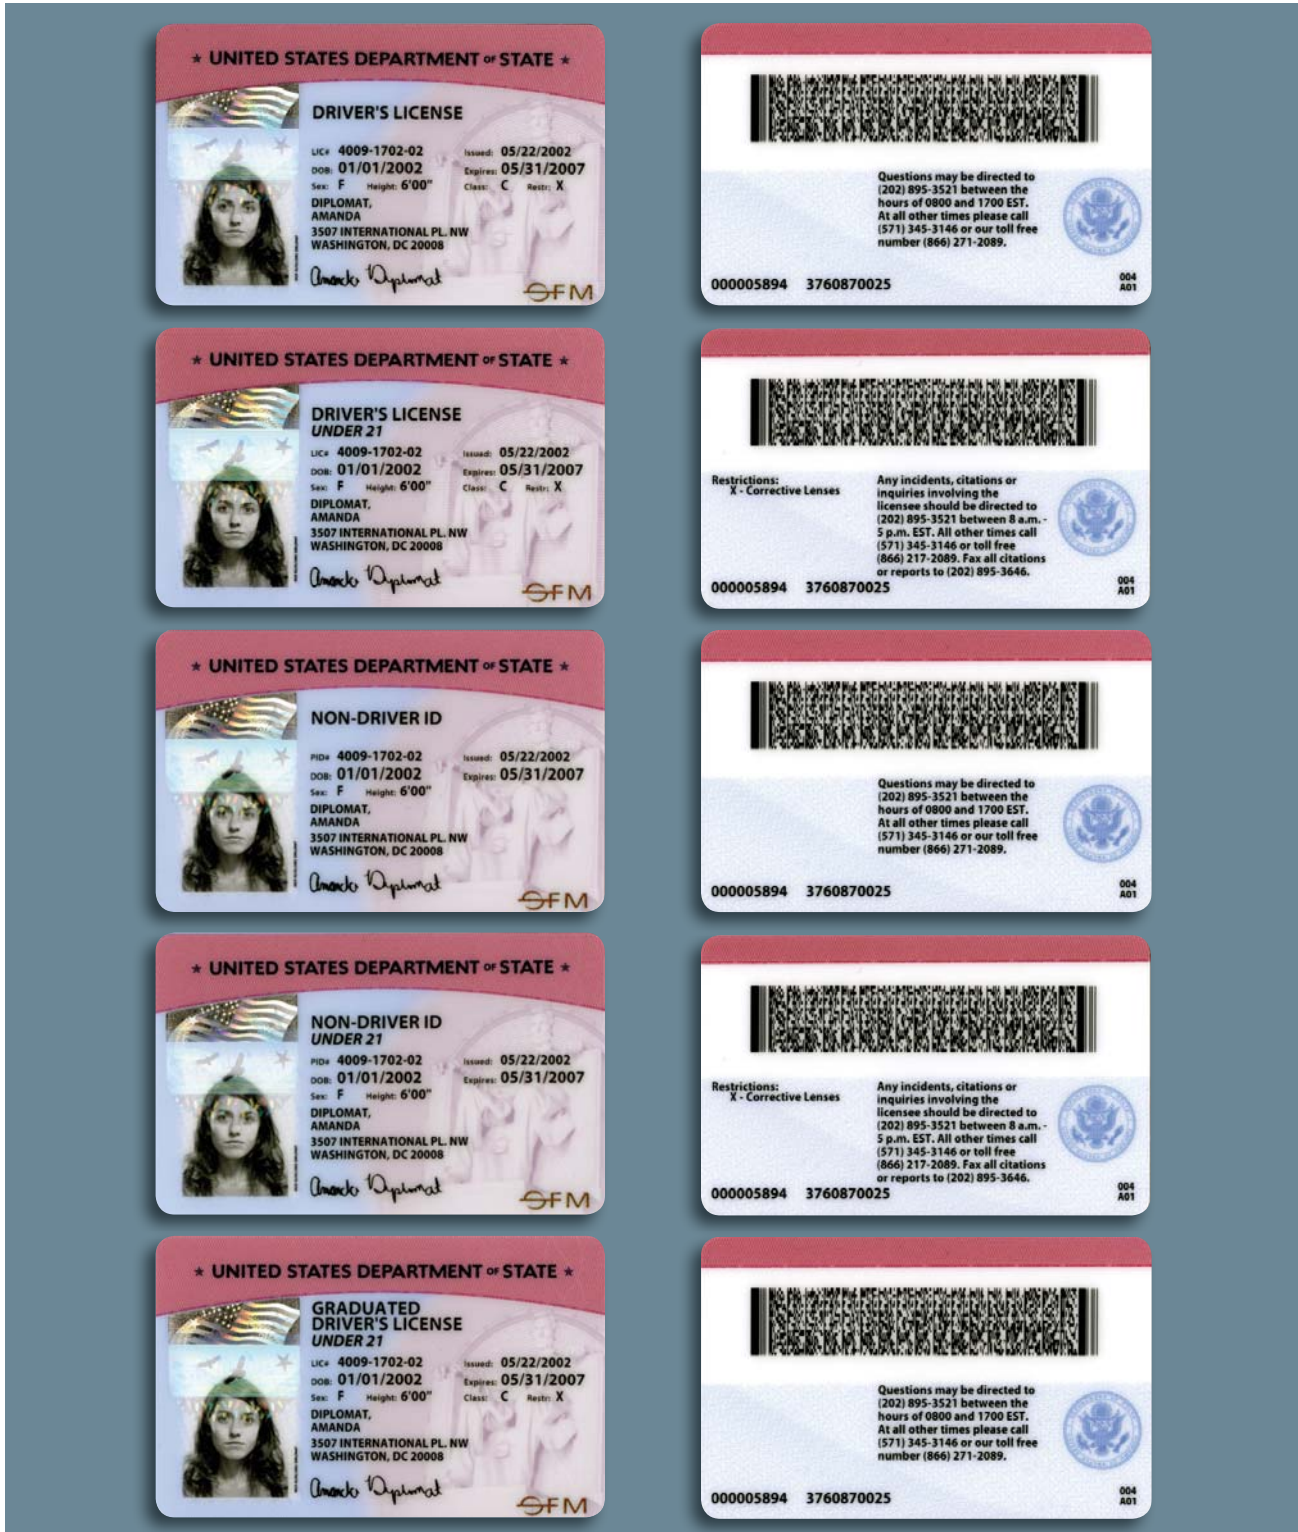 ★ UNITED STATES DEPARTMENT OF STATE ★
DRIVER'S LICENSE
LIC# 4009-1702-02 Issued: 05/22/2002
DOB: 01/01/2002 Expires: 05/31/2007
Sex: F Height: 6'00" Class: C Restr: X
DIPLOMAT,
AMANDA
3507 INTERNATIONAL PL. NW
WASHINGTON, DC 20008
Amanda Diplomat
OFM
Questions may be directed to
(202) 895-3521 between the
hours of 0800 and 1700 EST.
At all other times please call
(571) 345-3146 or our toll free
number (866) 271-2089.
000005894 3760870025
004
A01
★ UNITED STATES DEPARTMENT OF STATE ★
DRIVER'S LICENSE
UNDER 21
LIC# 4009-1702-02 Issued: 05/22/2002
DOB: 01/01/2002 Expires: 05/31/2007
Sex: F Height: 6'00" Class: C Restr: X
DIPLOMAT,
AMANDA
3507 INTERNATIONAL PL. NW
WASHINGTON, DC 20008
Amanda Diplomat
OFM
Restrictions:
X - Corrective Lenses
Any incidents, citations or
inquiries involving the
licensee should be directed to
(202) 895-3521 between 8 a.m. -
5 p.m. EST. All other times call
(571) 345-3146 or toll free
(866) 217-2089. Fax all citations
or reports to (202) 895-3646.
000005894 3760870025
004
A01
★ UNITED STATES DEPARTMENT OF STATE ★
NON-DRIVER ID
PID# 4009-1702-02 Issued: 05/22/2002
DOB: 01/01/2002 Expires: 05/31/2007
Sex: F Height: 6'00"
DIPLOMAT,
AMANDA
3507 INTERNATIONAL PL. NW
WASHINGTON, DC 20008
Amanda Diplomat
OFM
Questions may be directed to
(202) 895-3521 between the
hours of 0800 and 1700 EST.
At all other times please call
(571) 345-3146 or our toll free
number (866) 271-2089.
000005894 3760870025
004
A01
★ UNITED STATES DEPARTMENT OF STATE ★
NON-DRIVER ID
UNDER 21
PID# 4009-1702-02 Issued: 05/22/2002
DOB: 01/01/2002 Expires: 05/31/2007
Sex: F Height: 6'00"
DIPLOMAT,
AMANDA
3507 INTERNATIONAL PL. NW
WASHINGTON, DC 20008
Amanda Diplomat
OFM
Restrictions:
X - Corrective Lenses
Any incidents, citations or
inquiries involving the
licensee should be directed to
(202) 895-3521 between 8 a.m. -
5 p.m. EST. All other times call
(571) 345-3146 or toll free
(866) 217-2089. Fax all citations
or reports to (202) 895-3646.
000005894 3760870025
004
A01
★ UNITED STATES DEPARTMENT OF STATE ★
GRADUATED
DRIVER'S LICENSE
UNDER 21
LIC# 4009-1702-02 Issued: 05/22/2002
DOB: 01/01/2002 Expires: 05/31/2007
Sex: F Height: 6'00" Class: C Restr: X
DIPLOMAT,
AMANDA
3507 INTERNATIONAL PL. NW
WASHINGTON, DC 20008
Amanda Diplomat
OFM
Questions may be directed to
(202) 895-3521 between the
hours of 0800 and 1700 EST.
At all other times please call
(571) 345-3146 or our toll free
number (866) 271-2089.
000005894 3760870025
004
A01